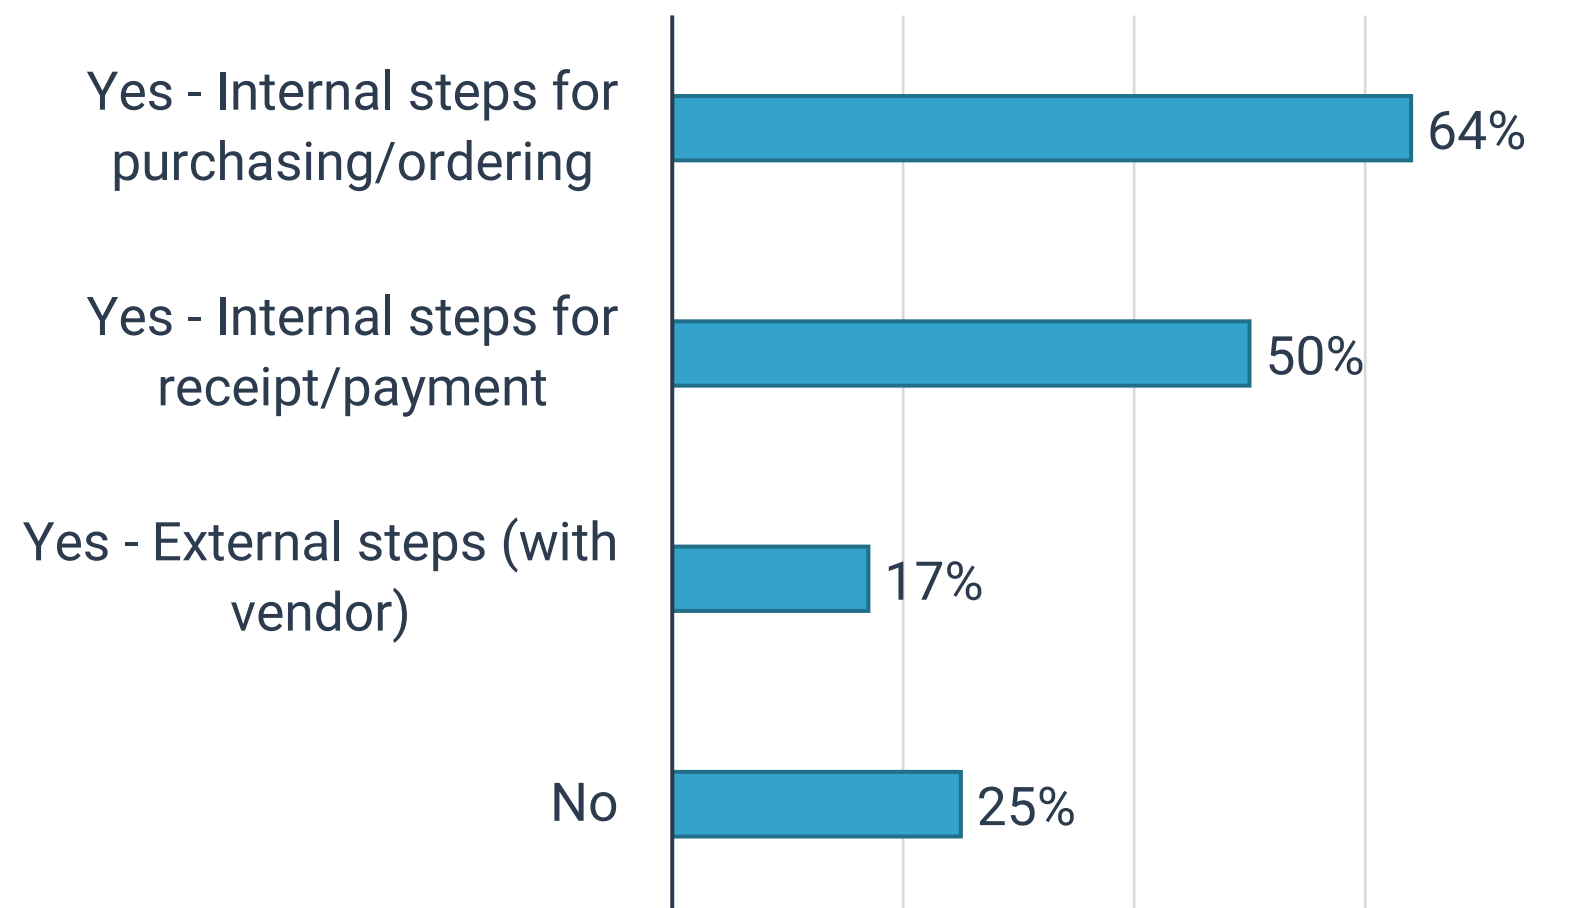 Yes - Internal steps for
purchasing/ordering
64%
Yes - Internal steps for
receipt/payment
50%
Yes - External steps (with
vendor)
17%
No
25%